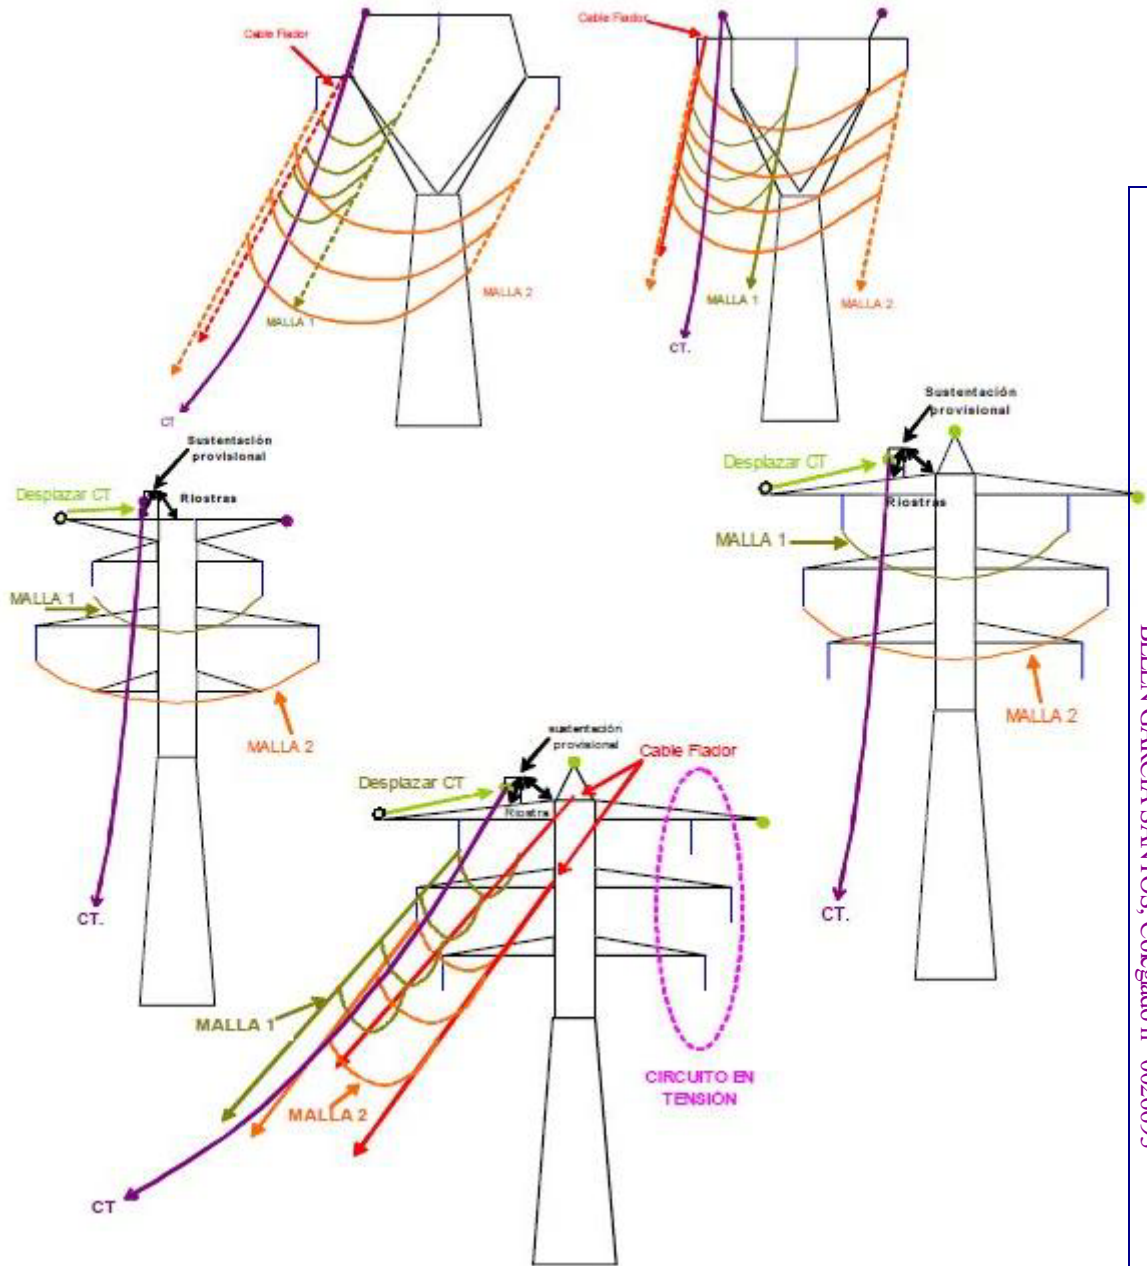 Cable Fiador
MALLA 1
MALLA 2
CT
Cable Fiador
MALLA 1
MALLA 2
CT.
Sustentación
provisional
Desplazar CT
Riostras
MALLA 1
MALLA 2
CT.
Sustentación
provisional
Desplazar CT
Riostras
MALLA 1
MALLA 2
CT.
sustentación
provisional
Cable Fiador
Desplazar CT
Riostra
MALLA 1
MALLA 2
CIRCUITO EN
TENSIÓN
CT
GARCIA SANTOS,